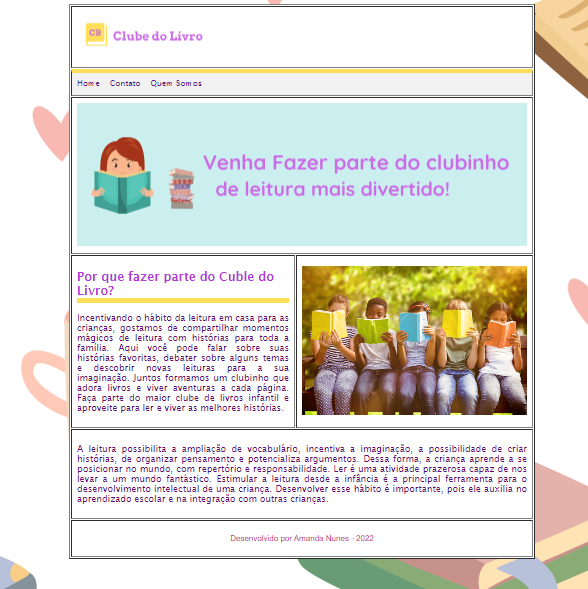 CB Clube do Livro
Home Contato Quem Somos
Venha Fazer parte do clubinho
de leitura mais divertido!
Por que fazer parte do Cuble do
Livro?
Incentivando o hábito da leitura em casa para as
crianças, gostamos de compartilhar momentos
mágicos de leitura com histórias para toda a
família. Aqui você pode falar sobre suas
histórias favoritas, debater sobre alguns temas
e descobrir novas leituras para a sua
imaginação. Juntos formamos um clubinho que
adora livros e viver aventuras a cada página.
Faça parte do maior clube de livros infantil e
aproveite para ler e viver as melhores histórias.
A leitura possibilita a ampliação de vocabulário, incentiva a imaginação, a possibilidade de criar
histórias, de organizar pensamento e potencializa argumentos. Dessa forma, a criança aprende a se
posicionar no mundo, com repertório e responsabilidade. Ler é uma atividade prazerosa capaz de nos
levar a um mundo fantástico. Estimular a leitura desde a infância é a principal ferramenta para o
desenvolvimento intelectual de uma criança. Desenvolver esse hábito é importante, pois ele auxilia no
aprendizado escolar e na integração com outras crianças.
Desenvolvido por Amanda Nunes - 2022